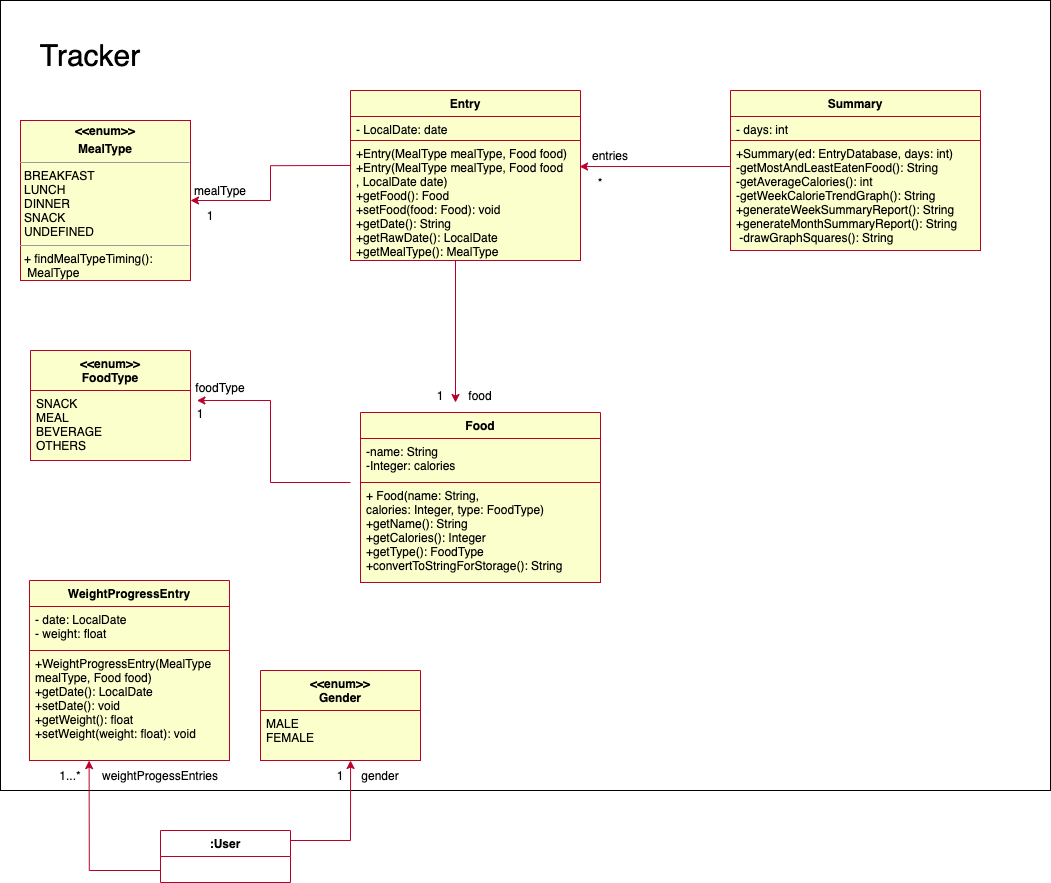 Tracker
<<enum>>
MealType
BREAKFAST
LUNCH
DINNER
SNACK
UNDEFINED
+ findMealTypeTiming():
MealType
mealType
1
Entry
- LocalDate: date
+Entry(MealType mealType, Food food)
+Entry(MealType mealType, Food food
, LocalDate date)
+getFood(): Food
+setFood(food: Food): void
+getDate(): String
+getRawDate(): LocalDate
+getMealType(): MealType
entries
*
Summary
- days: int
+Summary(ed: EntryDatabase, days: int)
-getMostAndLeastEatenFood(): String
-getAverageCalories(): int
-getWeekCalorieTrendGraph(): String
+generateWeekSummaryReport(): String
+generateMonthSummaryReport(): String
-drawGraphSquares(): String
<<enum>>
FoodType
SNACK
MEAL
BEVERAGE
OTHERS
foodType
1
1 food
Food
-name: String
-Integer: calories
+ Food(name: String,
calories: Integer, type: FoodType)
+getName(): String
+getCalories(): Integer
+getType(): FoodType
+convertToStringForStorage(): String
WeightProgressEntry
- date: LocalDate
- weight: float
+WeightProgressEntry(MealType
mealType, Food food)
+getDate(): LocalDate
+setDate(): void
+getWeight(): float
+setWeight(weight: float): void
<<enum>>
Gender
MALE
FEMALE
1...* weightProgessEntries
1 gender
:User